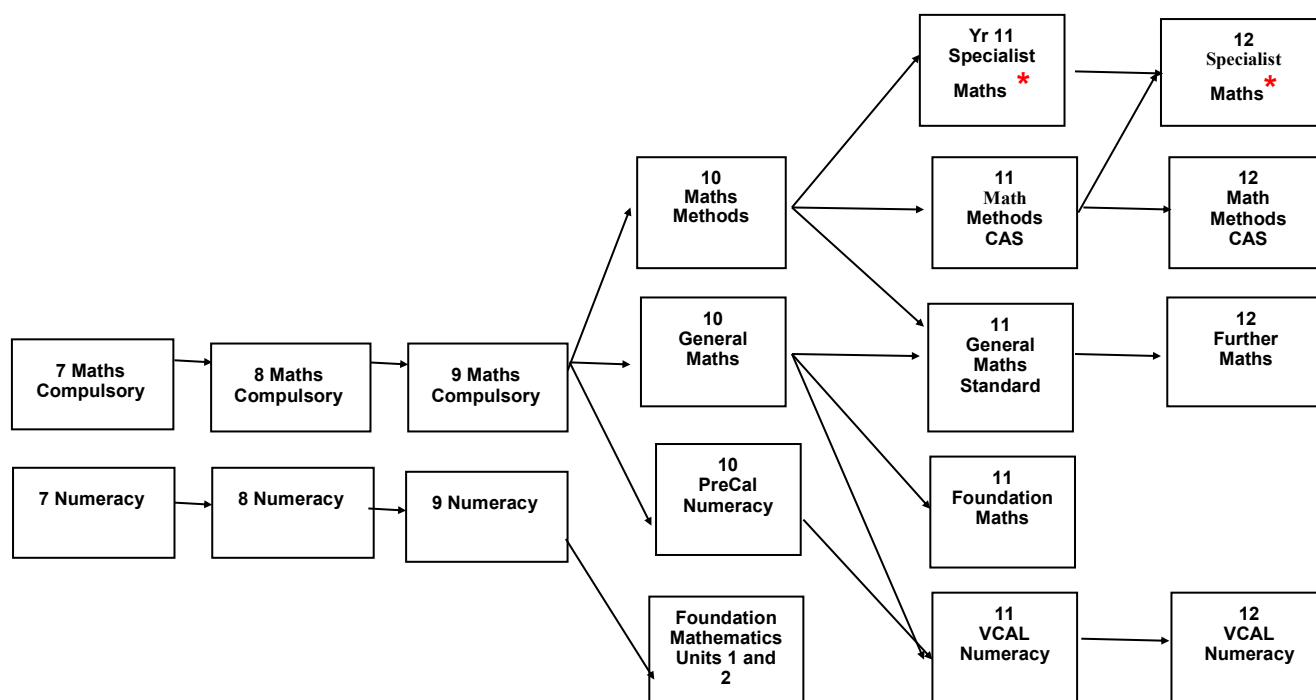 Yr 11
Specialist
Maths *
12
Specialist
Maths*
10
Maths
Methods
11
Math
Methods
CAS
12
Math
Methods
CAS
7 Maths
Compulsory
8 Maths
Compulsory
9 Maths
Compulsory
10
General
Maths
11
General
Maths
Standard
12
Further
Maths
7 Numeracy
8 Numeracy
9 Numeracy
10
PreCal
Numeracy
11
Foundation
Maths
Foundation
Mathematics
Units 1 and
2
11
VCAL
Numeracy
12
VCAL
Numeracy